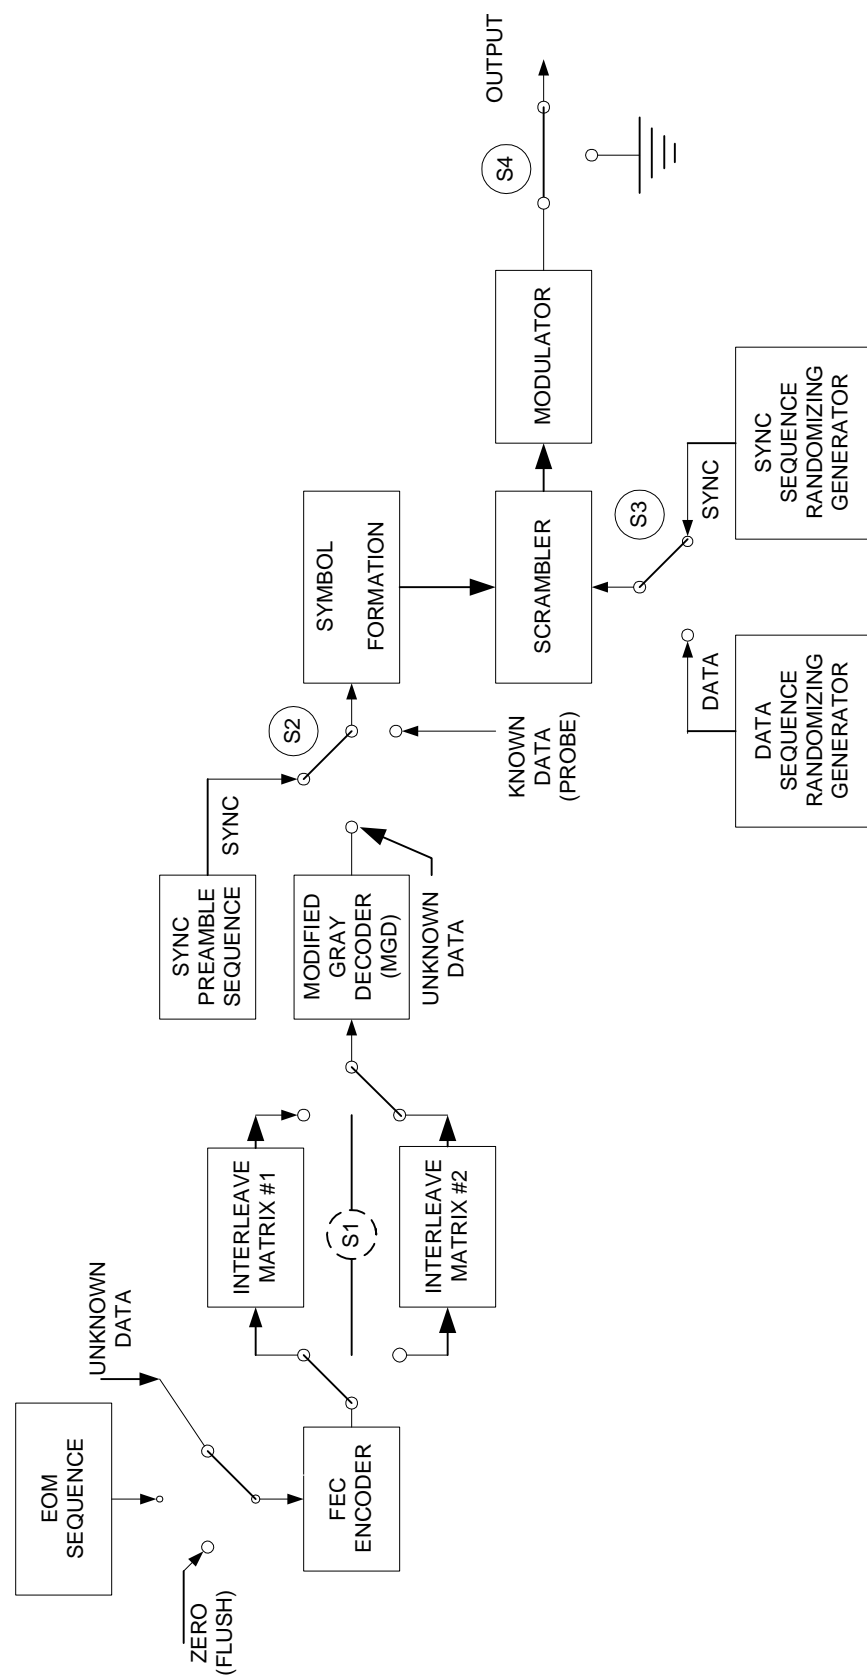 EOM
SEQUENCE
UNKNOWN
DATA
ZERO
(FLUSH)
FEC
ENCODER
INTERLEAVE
MATRIX #1
S1
INTERLEAVE
MATRIX #2
SYNC
PREAMBLE
SEQUENCE
SYNC
MODIFIED
GRAY
DECODER
(MGD)
UNKNOWN
DATA
S2
KNOWN
DATA
(PROBE)
SYMBOL
FORMATION
SCRAMBLER
S3
DATA
SYNC
DATA
SEQUENCE
RANDOMIZING
GENERATOR
SYNC
SEQUENCE
RANDOMIZING
GENERATOR
MODULATOR
S4
OUTPUT